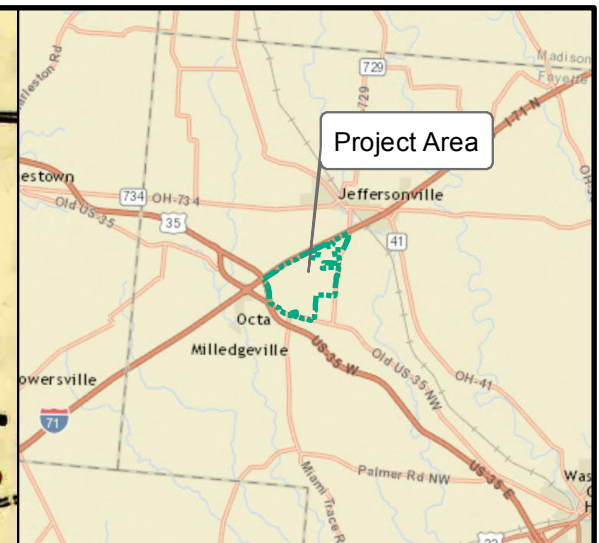 Madison
Fayette
729
729
I-71 N
arleston Rd
Project Area
estown
Jeffersonville
734
OH-734
Old US-35
35
41
Octa
Milledgeville
US-35-W
Old US-35 NW
OH-41
owersville
71
Palmer Rd NW
US-35-E
Miami Trace R
Was